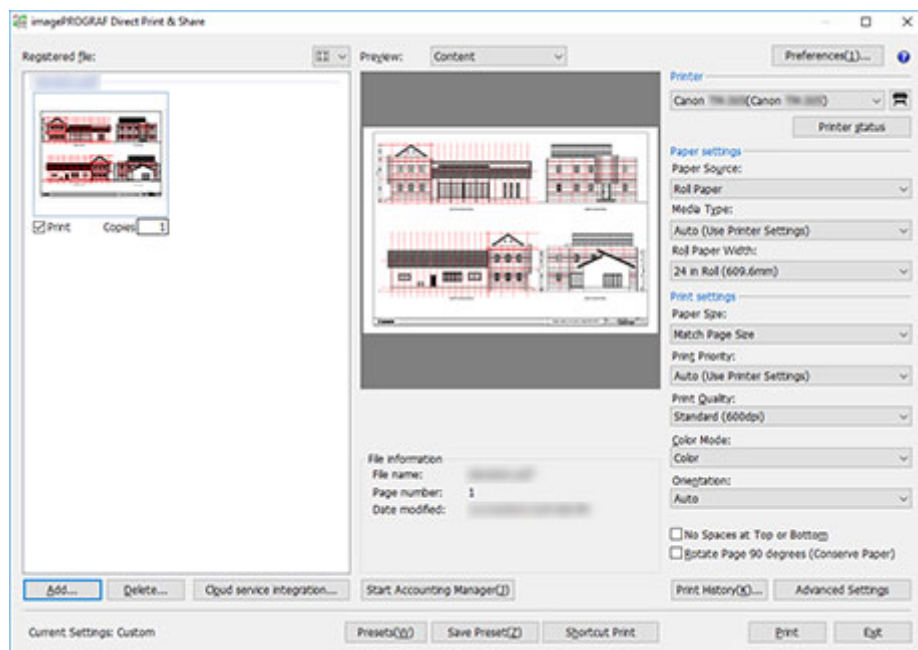 imagePROGRAF Direct Print & Share
Registered file:
Preview: Content
Preferences(1)...
Printer
Canon (Canon )
Printer status
Paper settings
Paper Source:
Roll Paper
Media Type:
Auto (Use Printer Settings)
Roll Paper Width:
24 in Roll (609.6mm)
Print settings
Paper Size:
Match Page Size
Print Priority:
Auto (Use Printer Settings)
Print Quality:
Standard (600dpi)
Color Mode:
Color
Orientation:
Auto
No Spaces at Top or Bottom
Rotate Page 90 degrees (Conserve Paper)
Print Copies 1
File information
File name:
Page number: 1
Date modified:
Add... Delete... Cloud service integration... Start Accounting Manager(J) Print History(K)... Advanced Settings
Current Settings: Custom Presets(W) Save Preset(Z) Shortcut Print Print Exit